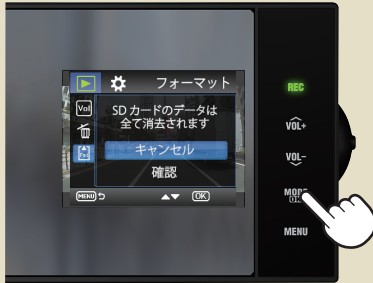 フォーマット
Vol
SDカードのデータは
全て消去されます
キャンセル
確認
MENU
OK
REC
VOL+
VOL-
MODE
MENU